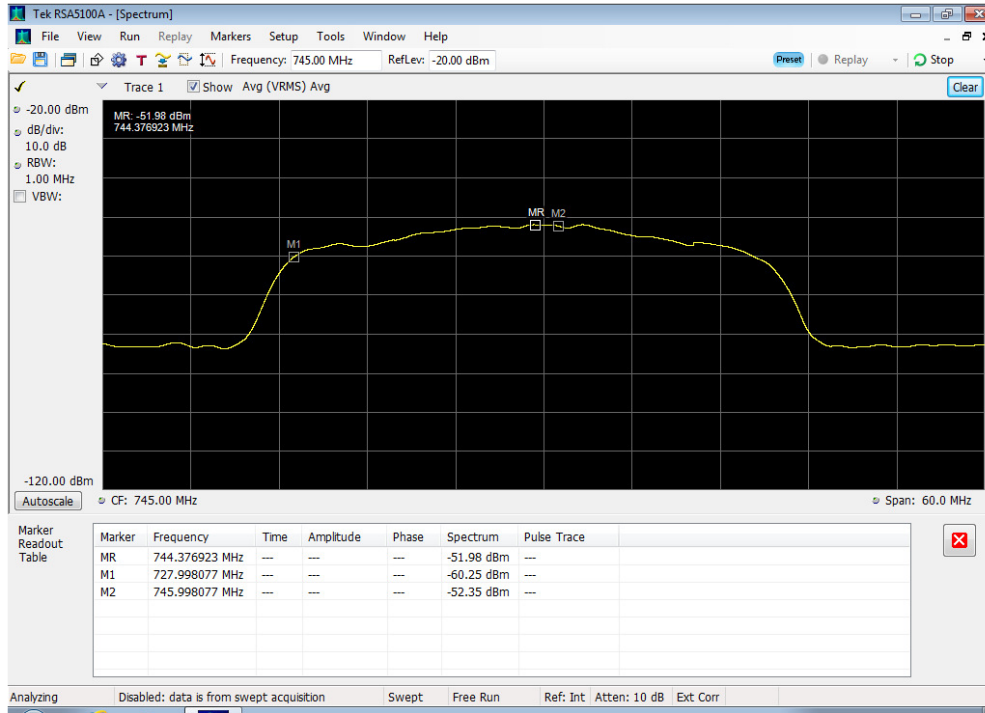 Tek RSA5100A - [Spectrum]
File View Run Replay Markers Setup Tools Window Help
Frequency: 745.00 MHz RefLev: -20.00 dBm Preset Replay Stop
Trace 1 Show Avg (VRMS) Avg Clear
-20.00 dBm
dB/div:
10.0 dB
RBW:
1.00 MHz
VBW:
MR: -51.98 dBm
744.376923 MHz
MR M2
M1
-120.00 dBm
Autoscale CF: 745.00 MHz Span: 60.0 MHz
Marker Readout Table
Marker Frequency Time Amplitude Phase Spectrum Pulse Trace
MR 744.376923 MHz --- --- --- -51.98 dBm ---
M1 727.998077 MHz --- --- --- -60.25 dBm ---
M2 745.998077 MHz --- --- --- -52.35 dBm ---
Analyzing Disabled: data is from swept acquisition Swept Free Run Ref: Int Atten: 10 dB Ext Corr